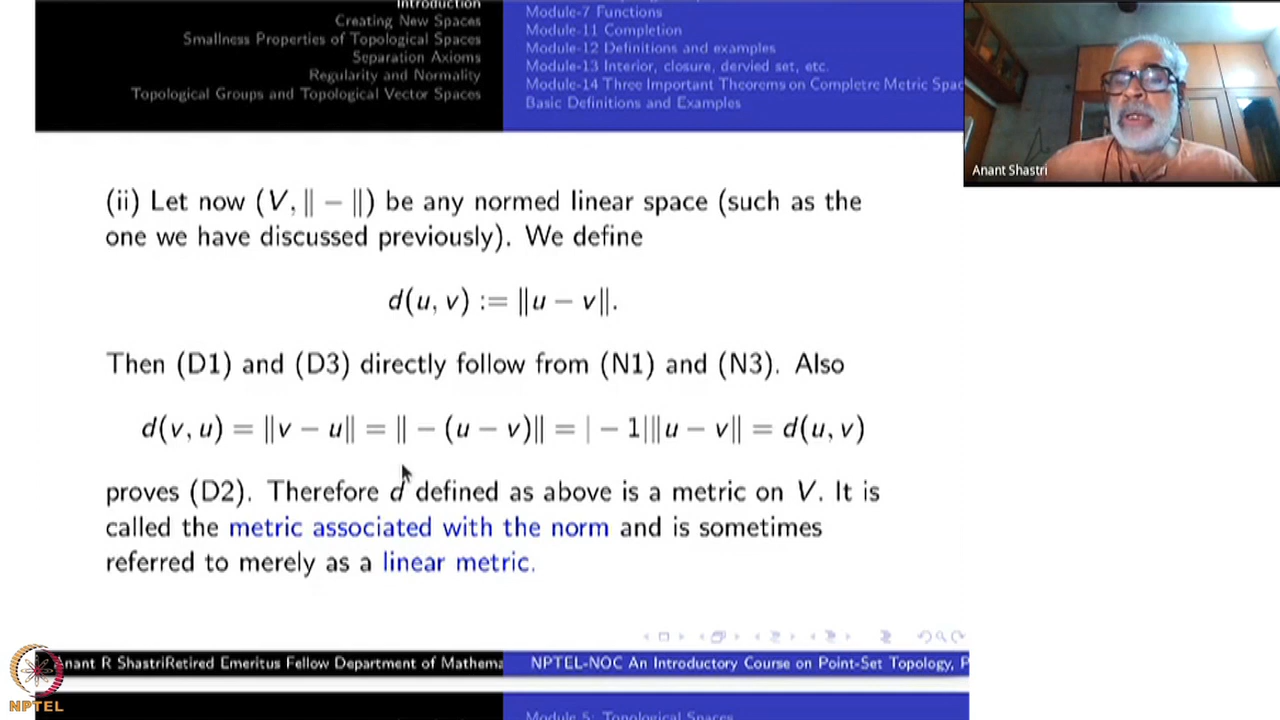 Introduction
Creating New Spaces
Smallness Properties of Topological Spaces
Separation Axioms
Regularity and Normality
Topological Groups and Topological Vector Spaces
Module-7 Functions
Module-11 Completion
Module-12 Definitions and examples
Module-13 Interior, closure, dervied set, etc.
Module-14 Three Important Theorems on Completre Metric Spac
Basic Definitions and Examples
Anant Shastri
(ii) Let now (V, ‖ − ‖) be any normed linear space (such as the
one we have discussed previously). We define
d(u, v) := ‖u − v‖.
Then (D1) and (D3) directly follow from (N1) and (N3). Also
d(v, u) = ‖v − u‖ = ‖ − (u − v)‖ = | − 1|‖u − v‖ = d(u, v)
proves (D2). Therefore d defined as above is a metric on V. It is
called the metric associated with the norm and is sometimes
referred to merely as a linear metric.
Anant R ShastriRetired Emeritus Fellow Department of Mathema
NPTEL-NOC An Introductory Course on Point-Set Topology, P
NPTEL
Module 5: Topological Spaces